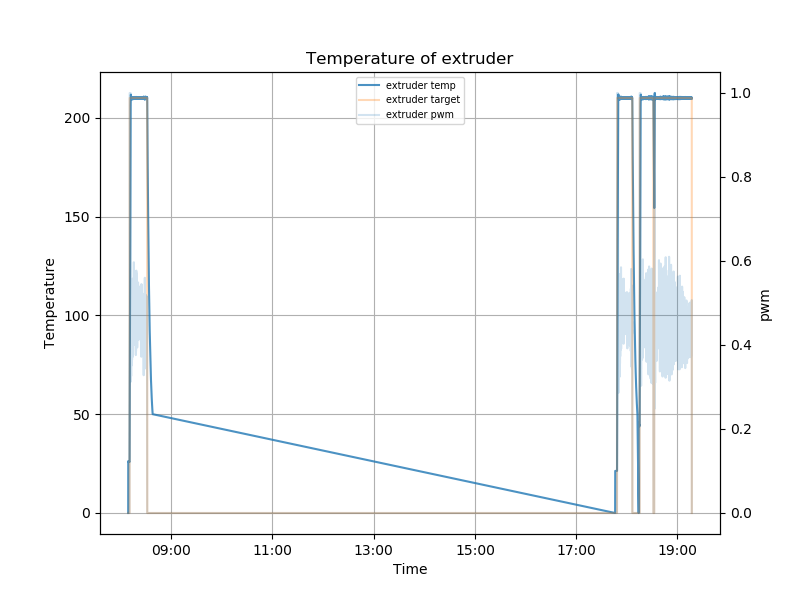 Temperature of extruder
extruder temp
extruder target
extruder pwm
Temperature
200
150
100
50
0
pwm
1.0
0.8
0.6
0.4
0.2
0.0
09:00 11:00 13:00 15:00 17:00 19:00
Time